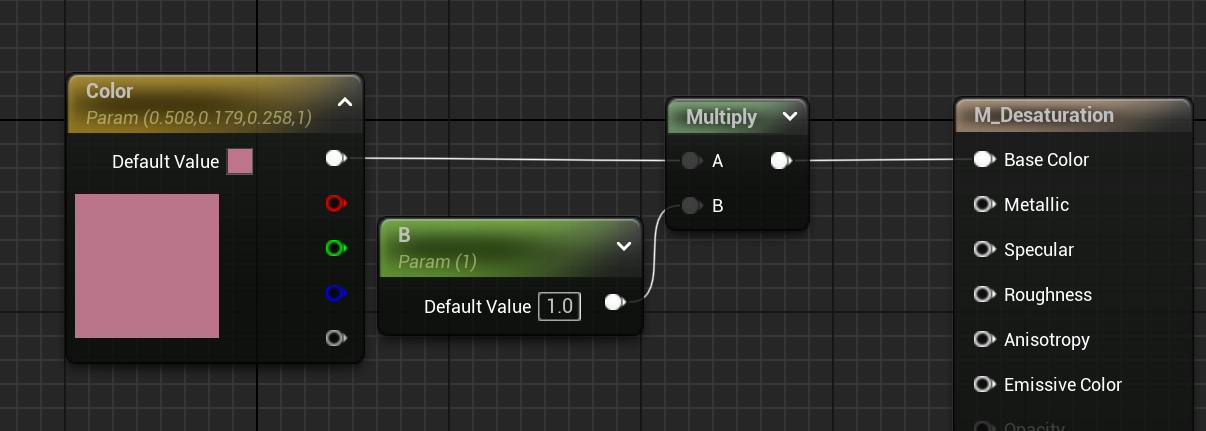 Color
Param (0.508,0.179,0.258,1)
Default Value
B
Param (1)
Default Value 1.0
Multiply
A
B
M_Desaturation
Base Color
Metallic
Specular
Roughness
Anisotropy
Emissive Color
Opacity